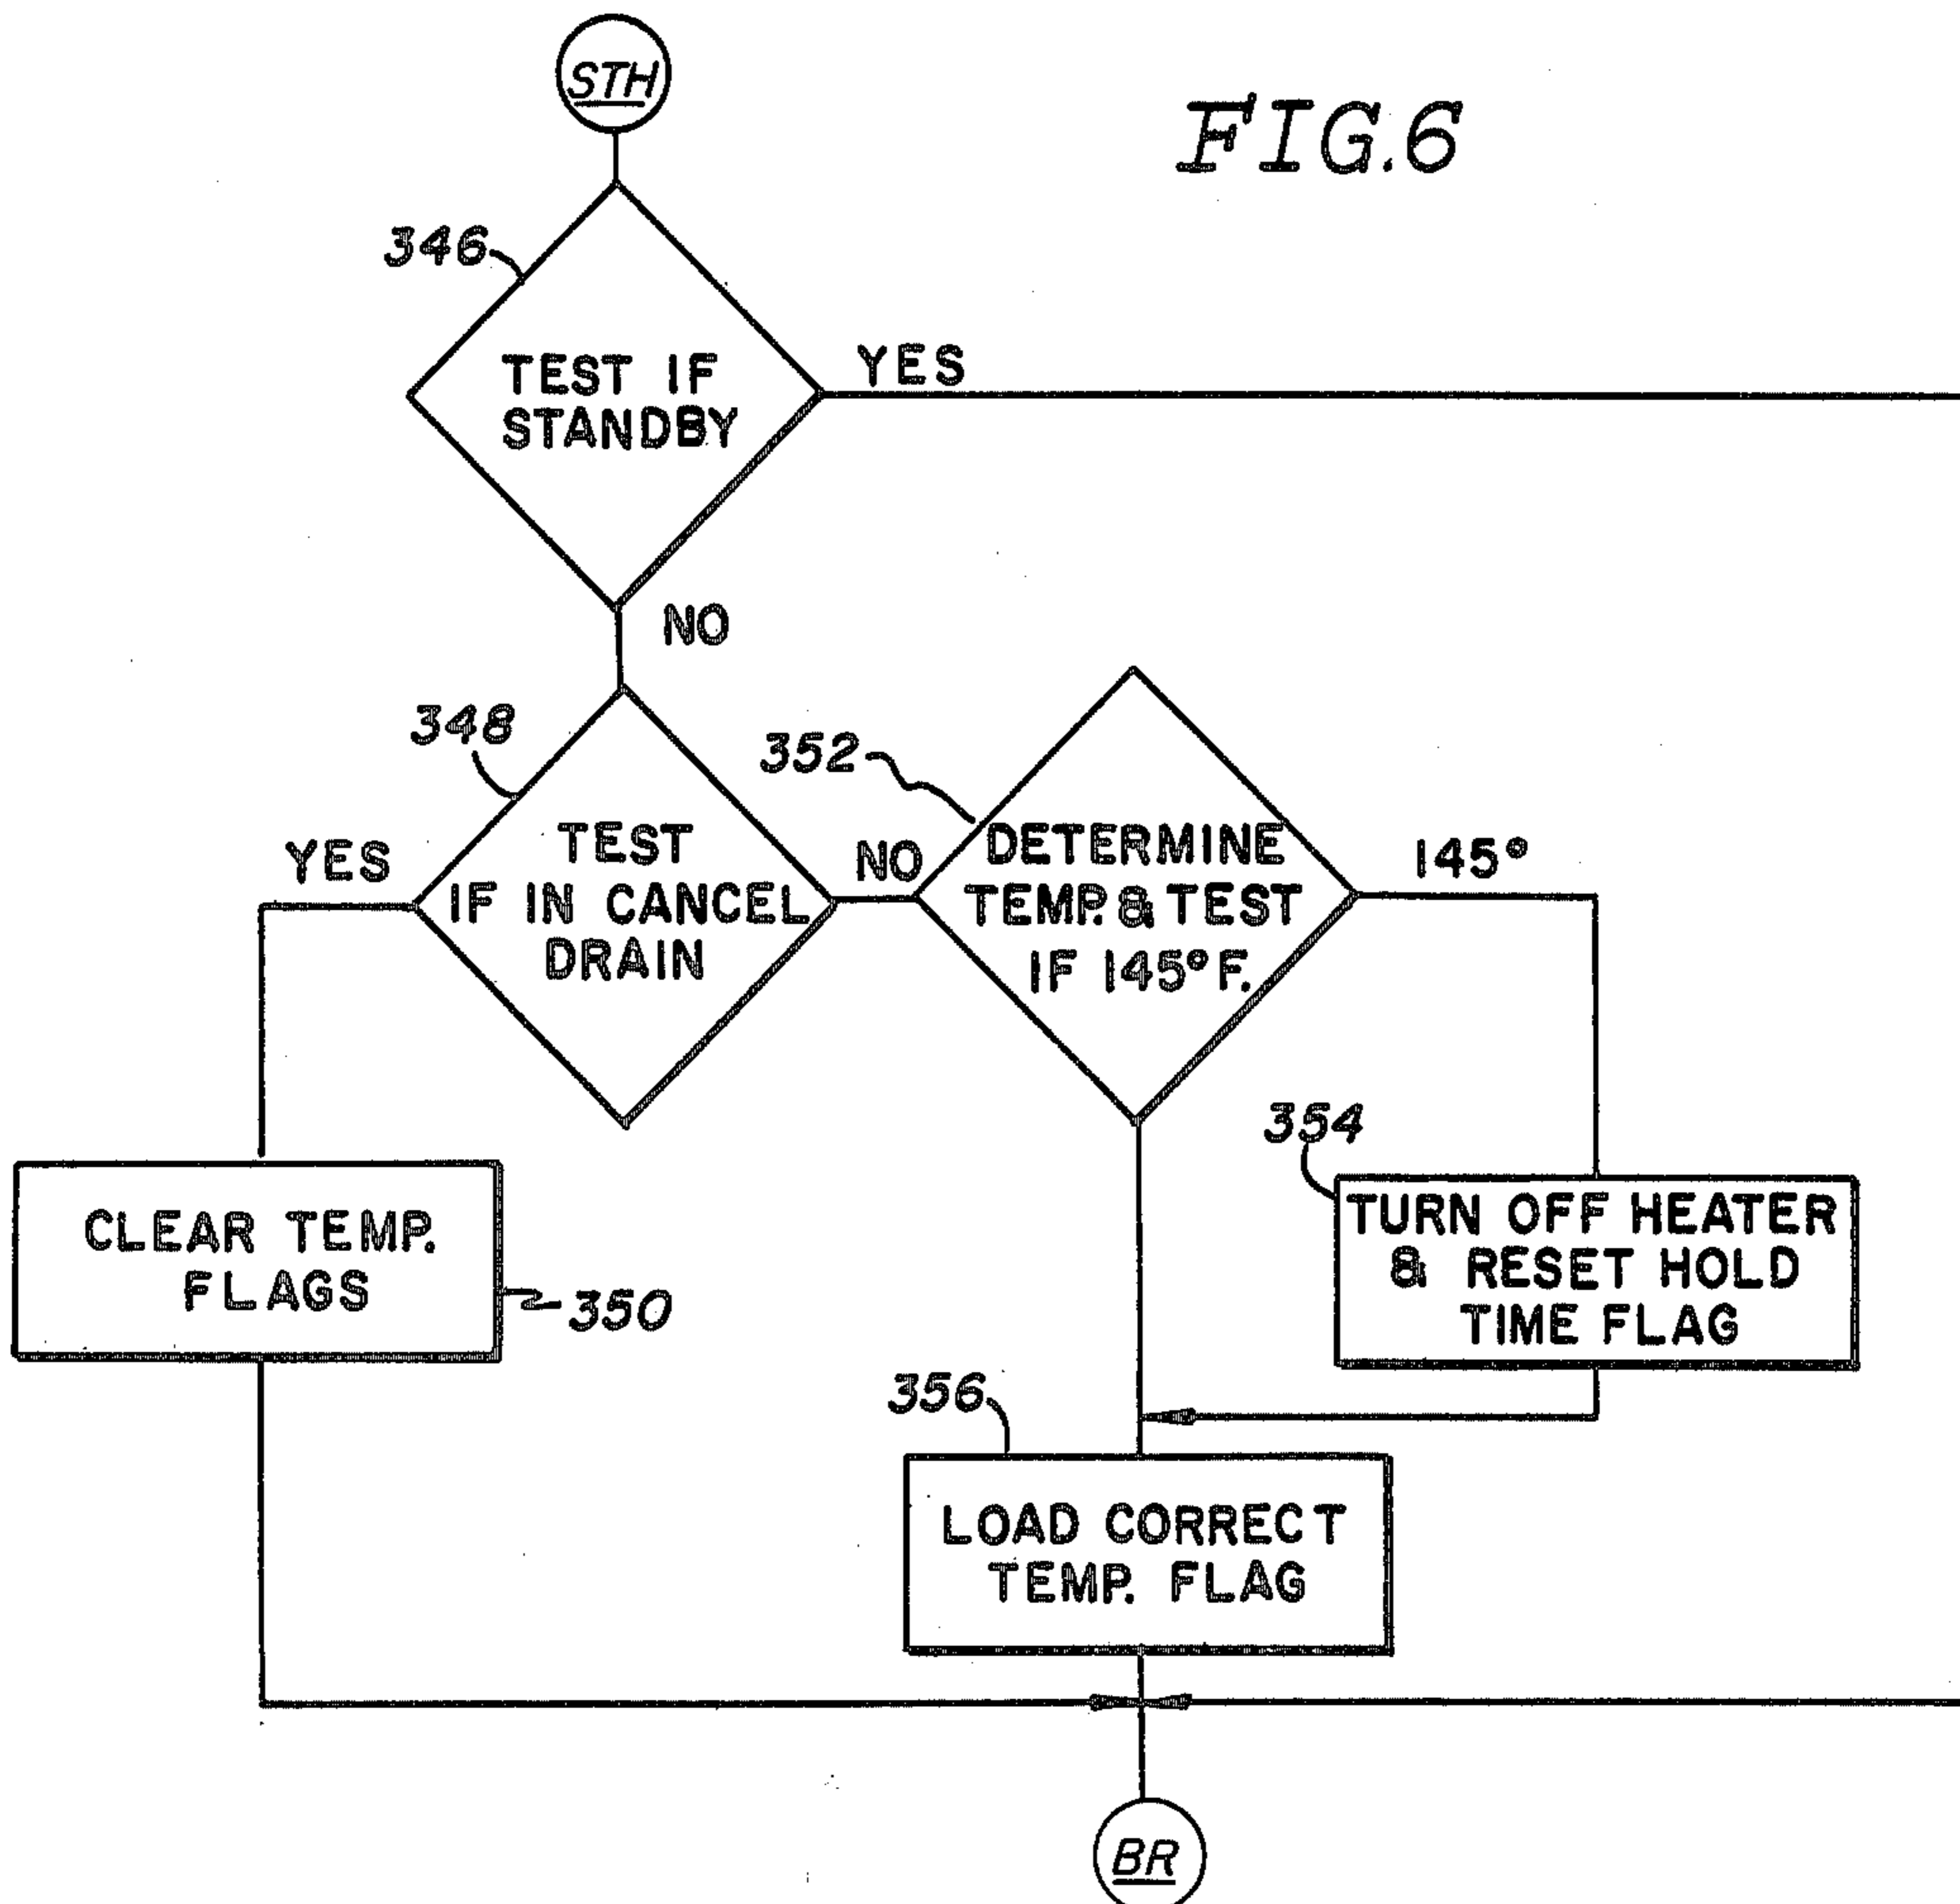 STH
FIG.6
346
TEST IF
STANDBY
YES
NO
348
352
YES
TEST
IF IN CANCEL
DRAIN
NO
DETERMINE
TEMP. & TEST
IF 145°F.
145°
354
CLEAR TEMP.
FLAGS
350
TURN OFF HEATER
& RESET HOLD
TIME FLAG
356
LOAD CORRECT
TEMP. FLAG
BR